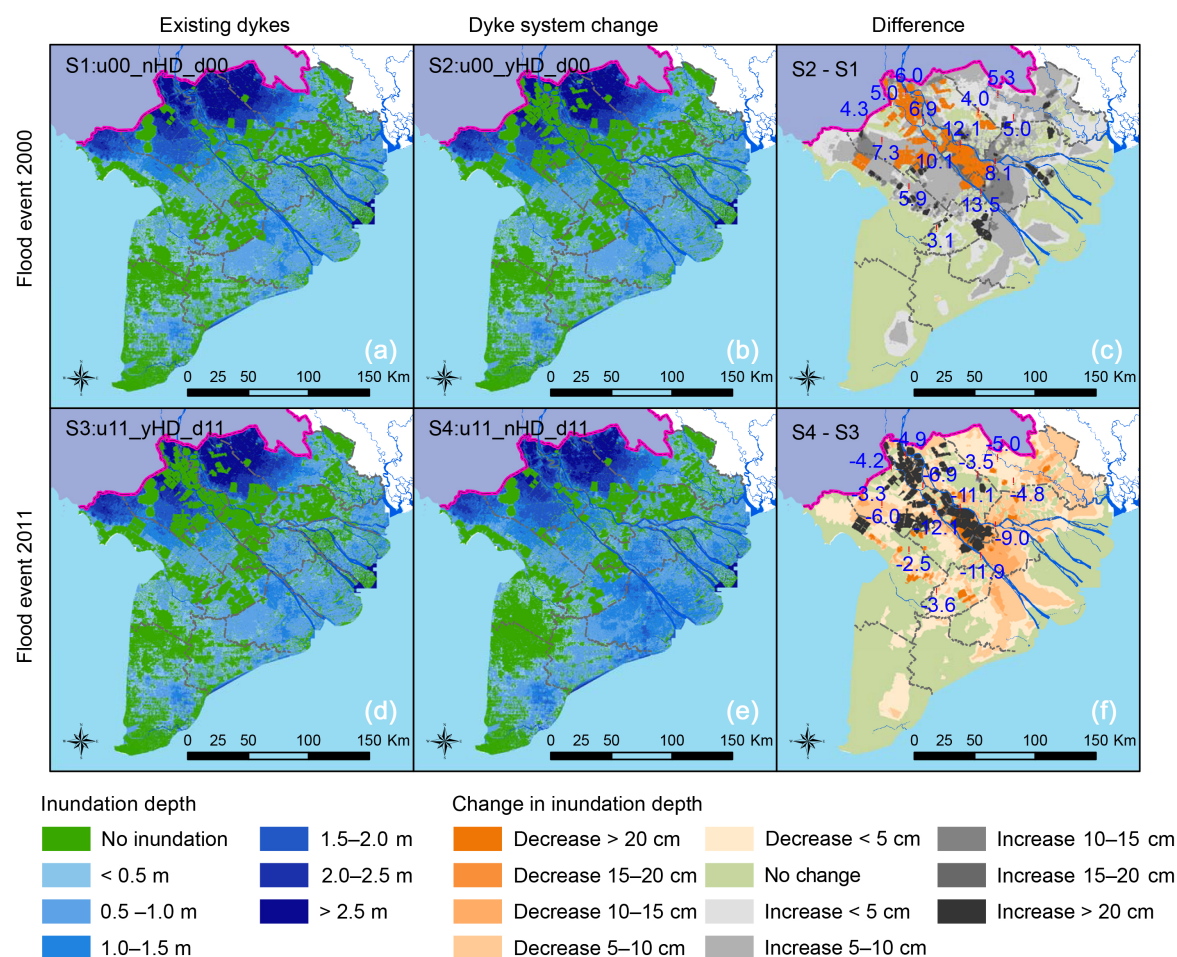 Existing dykes
Dyke system change
Difference
Flood event 2000
S1:u00_nHD_d00
(a)
0 25 50 100 150 Km
S2:u00_yHD_d00
(b)
0 25 50 100 150 Km
S2 - S1
6.0
5.3
5.0
4.0
4.3
6.9
12.1
5.0
7.3
10.1
8.1
5.9
13.5
3.1
(c)
0 25 50 100 150 Km
Flood event 2011
S3:u11_yHD_d11
(d)
0 25 50 100 150 Km
S4:u11_nHD_d11
(e)
0 25 50 100 150 Km
S4 - S3
-4.9
-5.0
-4.2
-3.5
-6.9
-3.3
-11.1
-4.8
-6.0
-12.1
-9.0
-2.5
-11.9
-3.6
(f)
0 25 50 100 150 Km
Inundation depth
No inundation
< 0.5 m
0.5 –1.0 m
1.0–1.5 m
1.5–2.0 m
2.0–2.5 m
> 2.5 m
Change in inundation depth
Decrease > 20 cm
Decrease 15–20 cm
Decrease 10–15 cm
Decrease 5–10 cm
Decrease < 5 cm
No change
Increase < 5 cm
Increase 5–10 cm
Increase 10–15 cm
Increase 15–20 cm
Increase > 20 cm